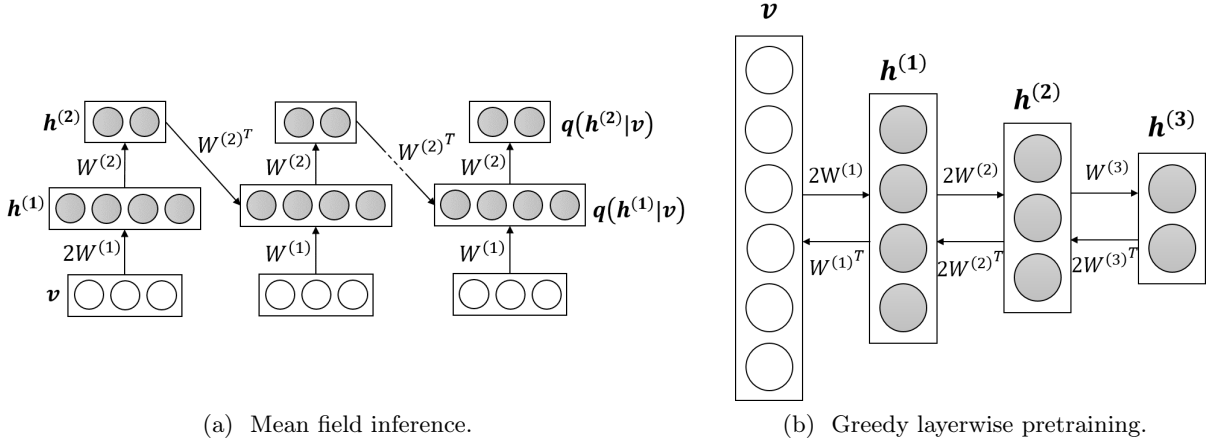 h^(2)
W^(2)
W^(2)^T
W^(2)
W^(2)^T
W^(2)
q(h^(2)|v)
h^(1)
q(h^(1)|v)
2W^(1)
W^(1)
W^(1)
v
(a) Mean field inference.
v
h^(1)
h^(2)
h^(3)
2W^(1)
2W^(2)
W^(3)
W^(1)^T
2W^(2)^T
2W^(3)^T
(b) Greedy layerwise pretraining.